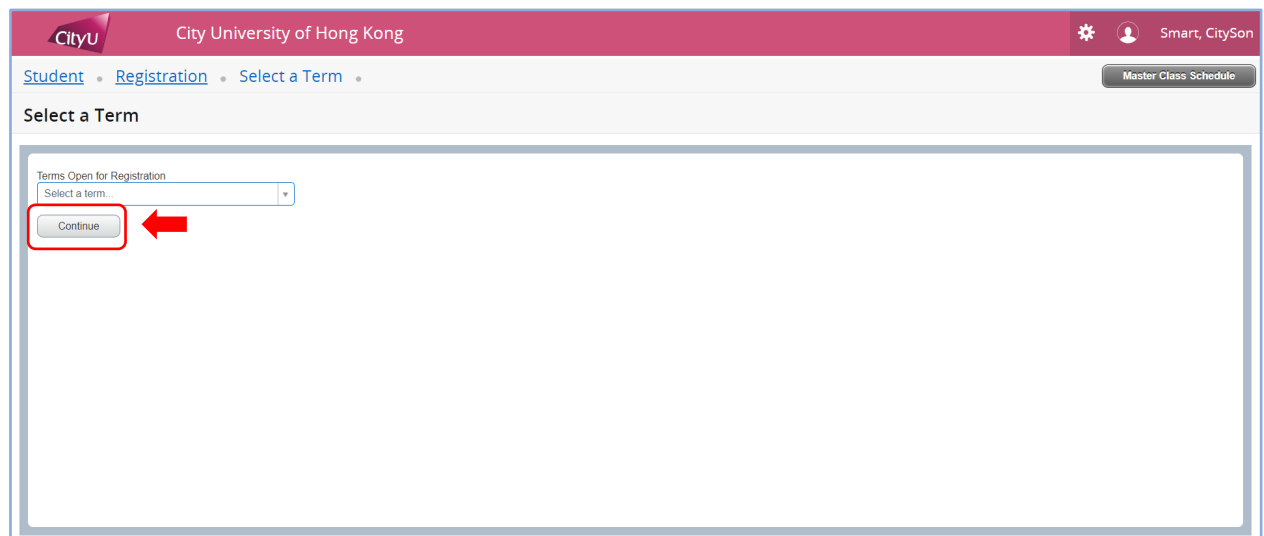 CityU
City University of Hong Kong
Smart, CitySon
Student • Registration • Select a Term •
Master Class Schedule
Select a Term
Terms Open for Registration
Select a term...
Continue